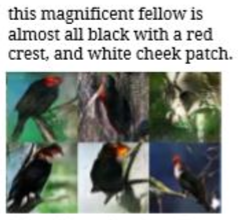 this magnificent fellow is
almost all black with a red
crest, and white cheek patch.